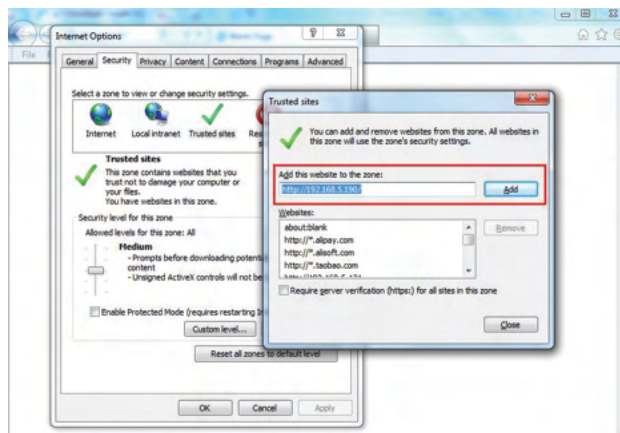 Internet Options
File
General Security Privacy Content Connections Programs Advanced
Select a zone to view or change security settings.
Internet Local intranet Trusted sites
Trusted sites
This zone contains websites that you
trust not to damage your computer or
your files.
You have websites in this zone.
Security level for this zone
Allowed levels for this zone: All
Medium
- Prompts before downloading
content
- Unsigned ActiveX controls will not be
Enable Protected Mode (requires restarting
Custom level...
Reset all zones to default level
OK Cancel Apply
Trusted sites
You can add and remove websites from this zone. All websites in
this zone will use the zone's security settings.
Add this website to the zone:
http://192.168.5.190/ Add
Websites:
about:blank Remove
http://*.alipay.com
http://*.alisoft.com
http://*.taobao.com
Require server verification (https:) for all sites in this zone
Close